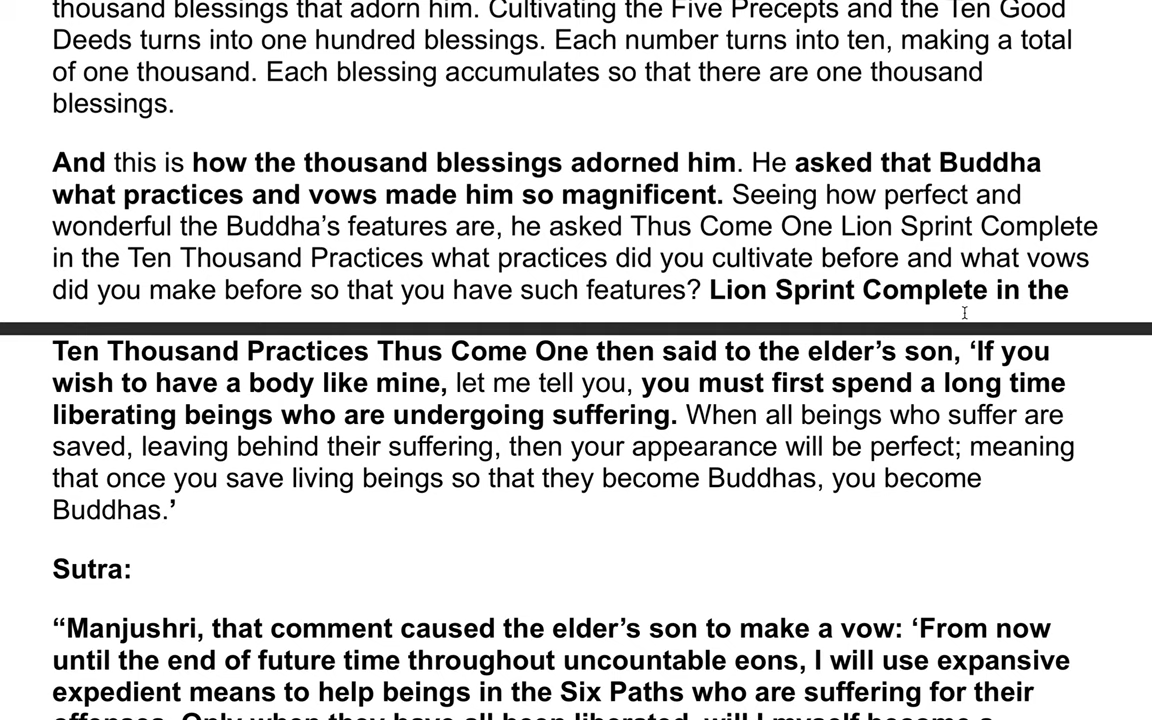 thousand blessings that adorn him. Cultivating the Five Precepts and the Ten Good
Deeds turns into one hundred blessings. Each number turns into ten, making a total
of one thousand. Each blessing accumulates so that there are one thousand
blessings.
And this is how the thousand blessings adorned him. He asked that Buddha
what practices and vows made him so magnificent. Seeing how perfect and
wonderful the Buddha’s features are, he asked Thus Come One Lion Sprint Complete
in the Ten Thousand Practices what practices did you cultivate before and what vows
did you make before so that you have such features? Lion Sprint Complete in the
Ten Thousand Practices Thus Come One then said to the elder’s son, ‘If you
wish to have a body like mine, let me tell you, you must first spend a long time
liberating beings who are undergoing suffering. When all beings who suffer are
saved, leaving behind their suffering, then your appearance will be perfect; meaning
that once you save living beings so that they become Buddhas, you become
Buddhas.’
Sutra:
“Manjushri, that comment caused the elder’s son to make a vow: ‘From now
until the end of future time throughout uncountable eons, I will use expansive
expedient means to help beings in the Six Paths who are suffering for their
offenses. Only when they have all been liberated, will I myself become a